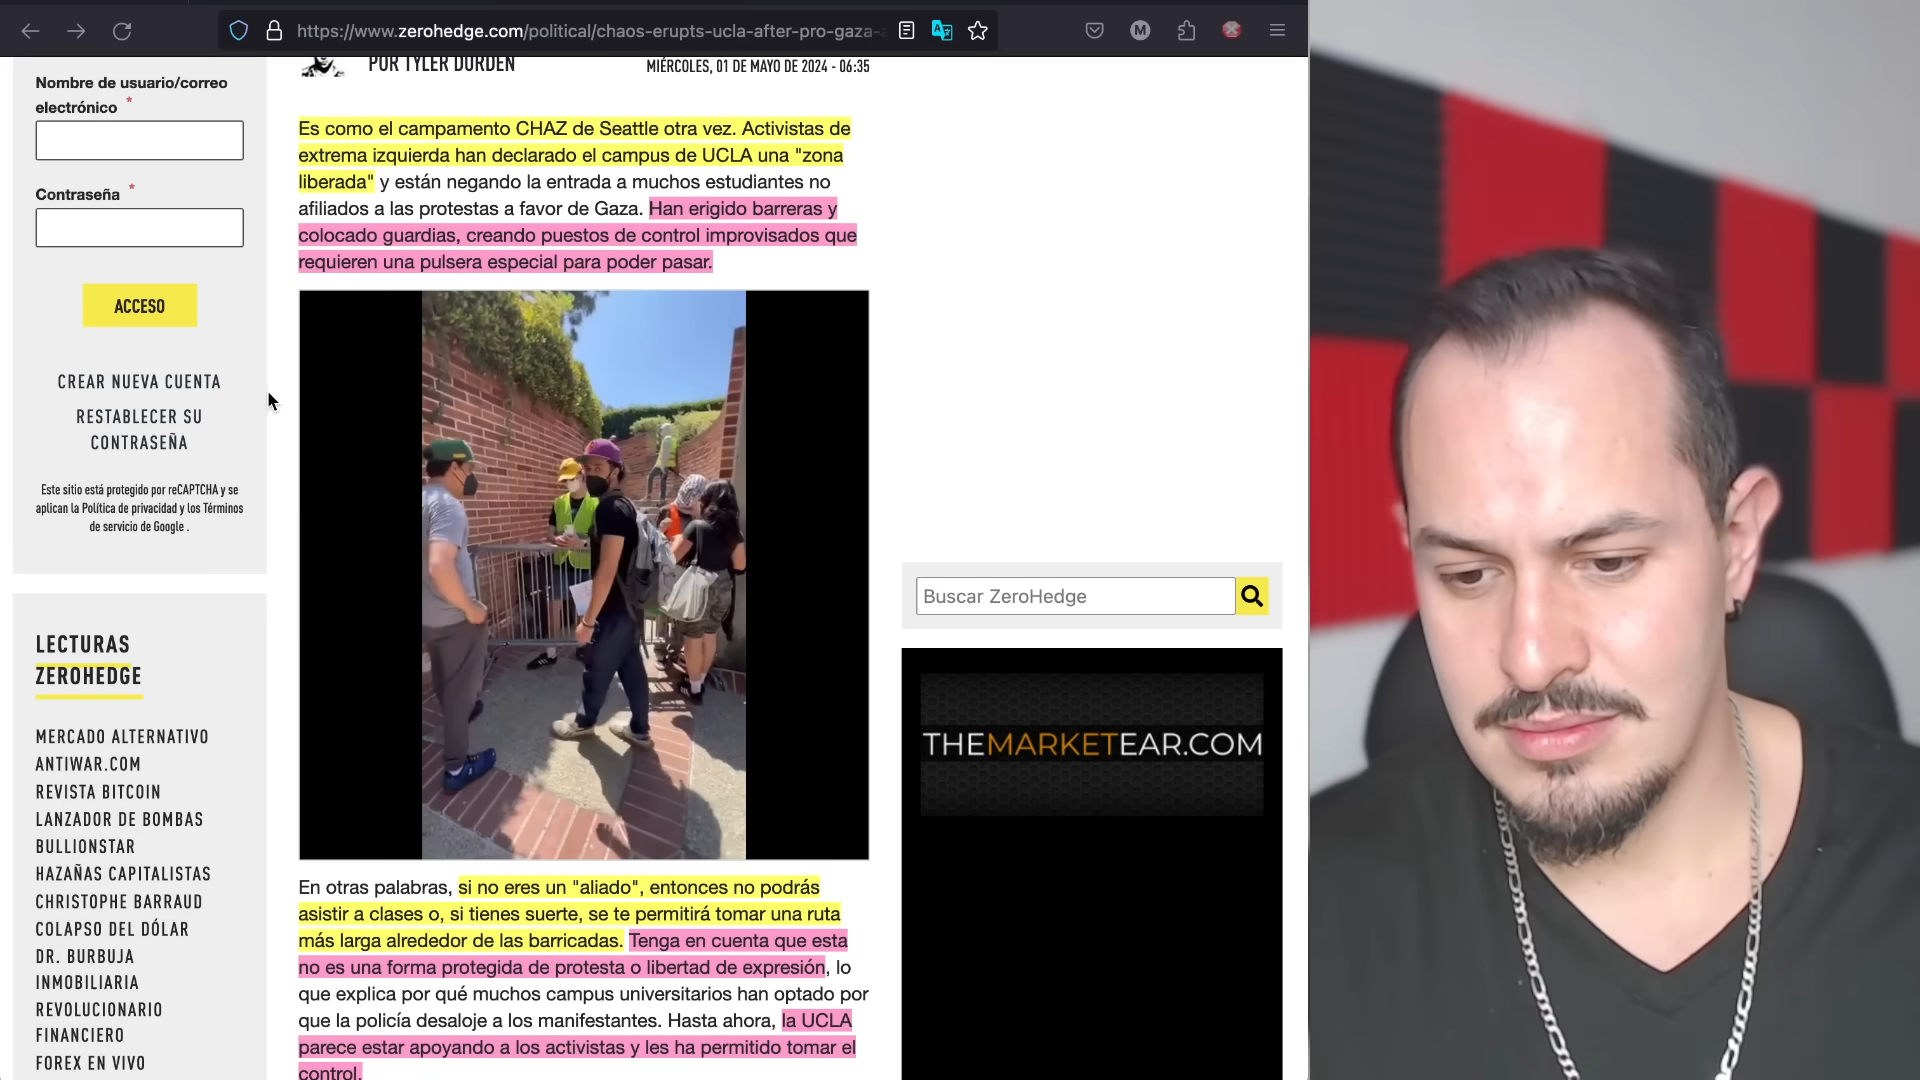 https://www.zerohedge.com/political/chaos-erupts-ucla-after-pro-gaza-
M
Nombre de usuario/correo
electrónico *
Contraseña *
ACCESO
CREAR NUEVA CUENTA
RESTABLECER SU
CONTRASEÑA
Este sitio está protegido por reCAPTCHA y se
aplican la Política de privacidad y los Términos
de servicio de Google .
LECTURAS
ZEROHEDGE
MERCADO ALTERNATIVO
ANTIWAR.COM
REVISTA BITCOIN
LANZADOR DE BOMBAS
BULLIONSTAR
HAZAÑAS CAPITALISTAS
CHRISTOPHE BARRAUD
COLAPSO DEL DÓLAR
DR. BURBUJA
INMOBILIARIA
REVOLUCIONARIO
FINANCIERO
FOREX EN VIVO
POR TYLER DURDEN
MIÉRCOLES, 01 DE MAYO DE 2024 - 06:35
Es como el campamento CHAZ de Seattle otra vez. Activistas de
extrema izquierda han declarado el campus de UCLA una "zona
liberada" y están negando la entrada a muchos estudiantes no
afiliados a las protestas a favor de Gaza. Han erigido barreras y
colocado guardias, creando puestos de control improvisados que
requieren una pulsera especial para poder pasar.
En otras palabras, si no eres un "aliado", entonces no podrás
asistir a clases o, si tienes suerte, se te permitirá tomar una ruta
más larga alrededor de las barricadas. Tenga en cuenta que esta
no es una forma protegida de protesta o libertad de expresión, lo
que explica por qué muchos campus universitarios han optado por
que la policía desaloje a los manifestantes. Hasta ahora, la UCLA
parece estar apoyando a los activistas y les ha permitido tomar el
control.
Buscar ZeroHedge
THEMARKETEAR.COM